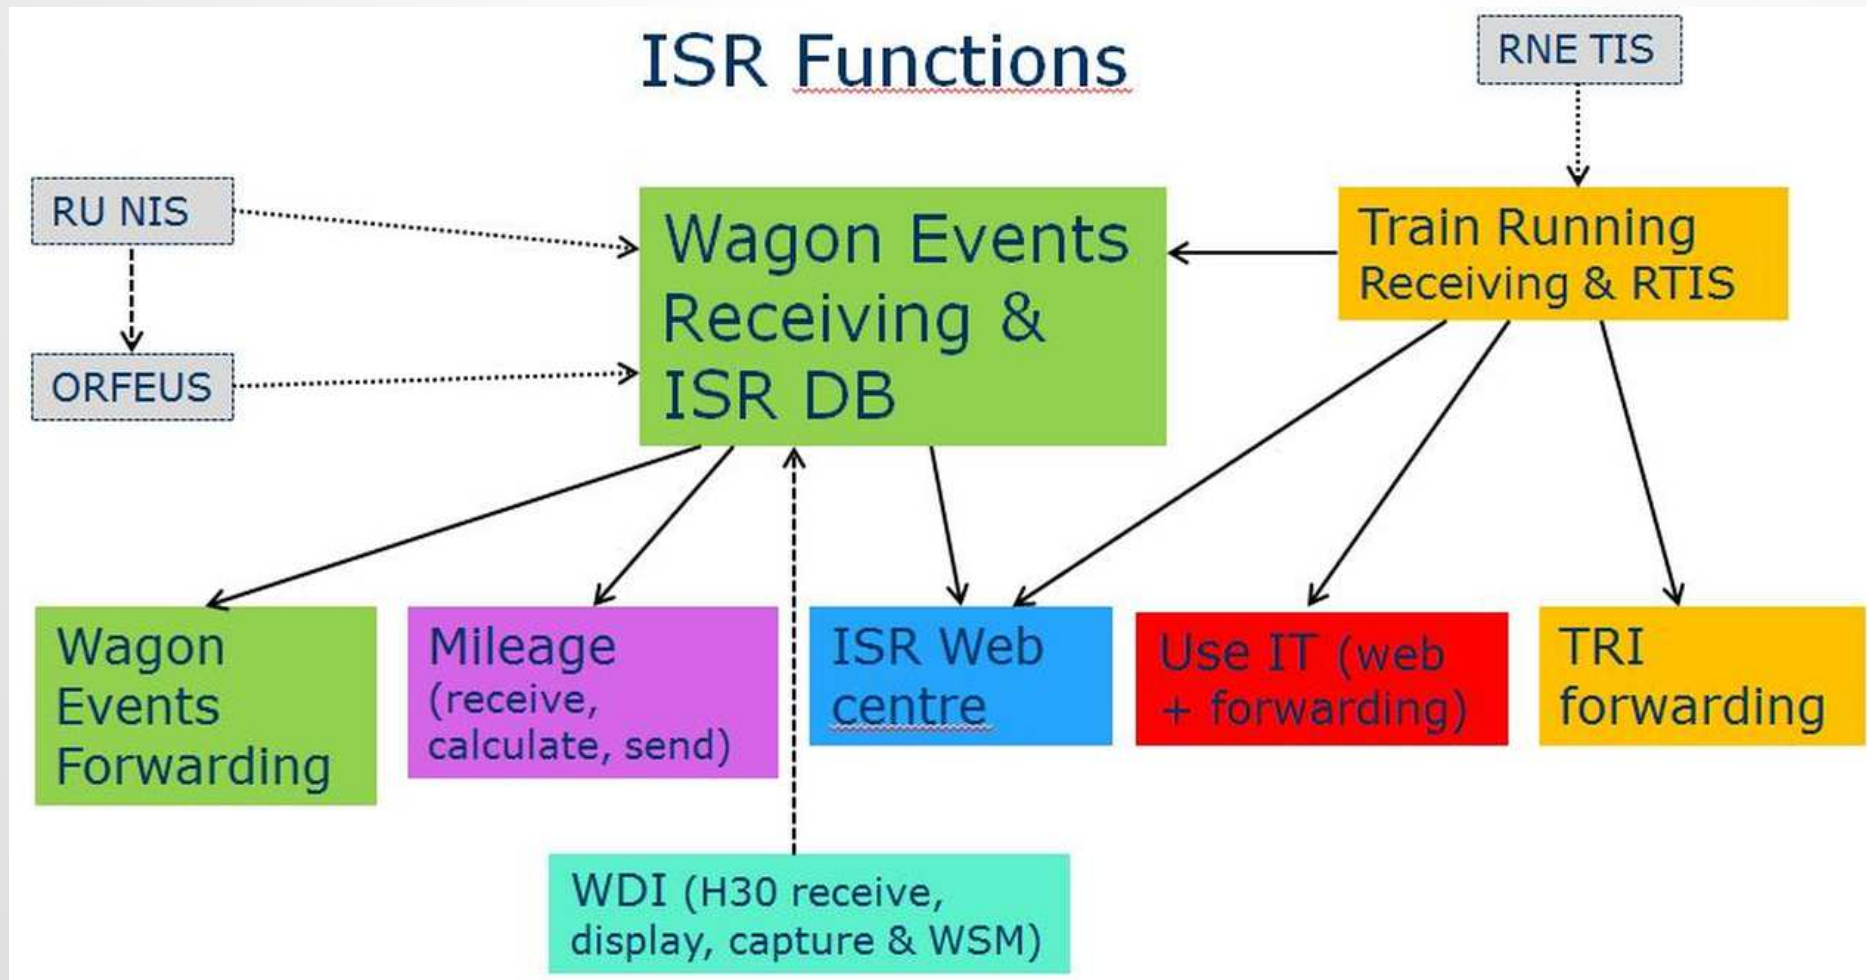 ISR Functions
RNE TIS
RU NIS
ORFEUS
Wagon Events
Receiving &
ISR DB
Train Running
Receiving & RTIS
Wagon
Events
Forwarding
Mileage
(receive,
calculate, send)
ISR Web
centre
Use IT (web
+ forwarding)
TRI
forwarding
WDI (H30 receive,
display, capture & WSM)